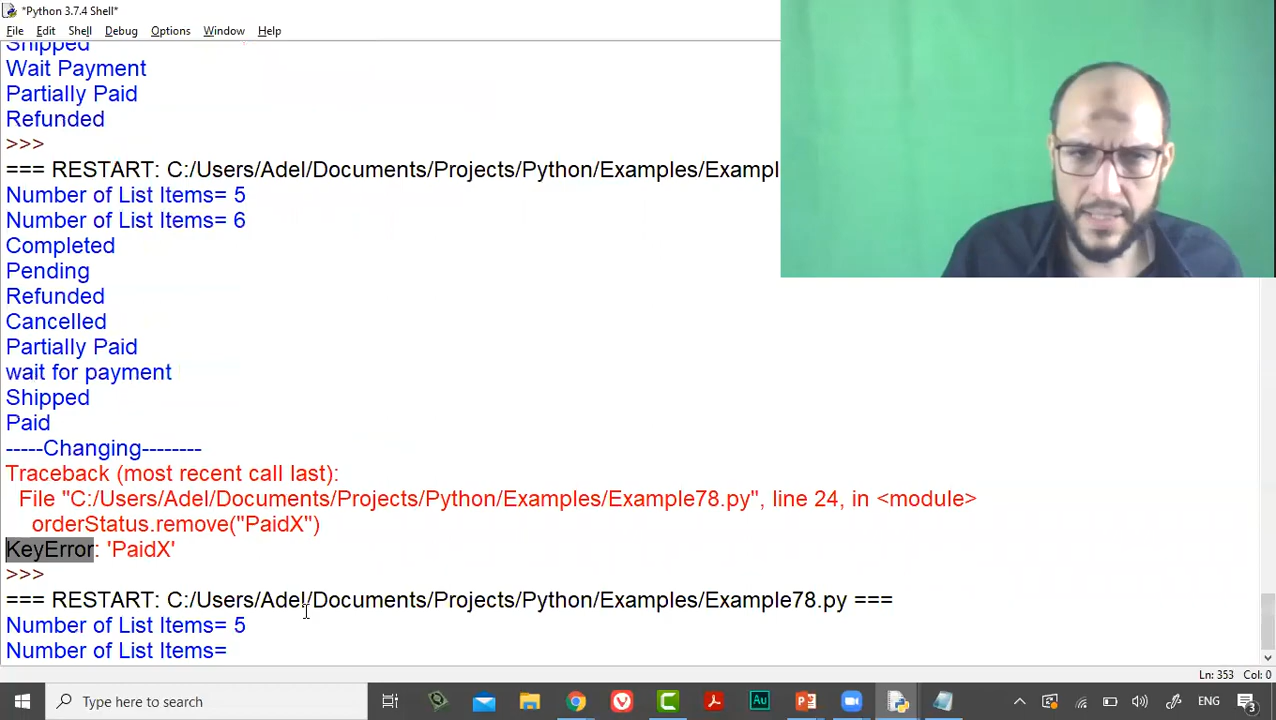 *Python 3.7.4 Shell*
File Edit Shell Debug Options Window Help
Shipped
Wait Payment
Partially Paid
Refunded
>>>
=== RESTART: C:/Users/Adel/Documents/Projects/Python/Examples/Exampl
Number of List Items= 5
Number of List Items= 6
Completed
Pending
Refunded
Cancelled
Partially Paid
wait for payment
Shipped
Paid
-----Changing--------
Traceback (most recent call last):
File "C:/Users/Adel/Documents/Projects/Python/Examples/Example78.py", line 24, in <module>
orderStatus.remove("PaidX")
KeyError: 'PaidX'
>>>
=== RESTART: C:/Users/Adel/Documents/Projects/Python/Examples/Example78.py ===
Number of List Items= 5
Number of List Items=
Ln: 353 Col: 0
Type here to search
Au
ENG
3